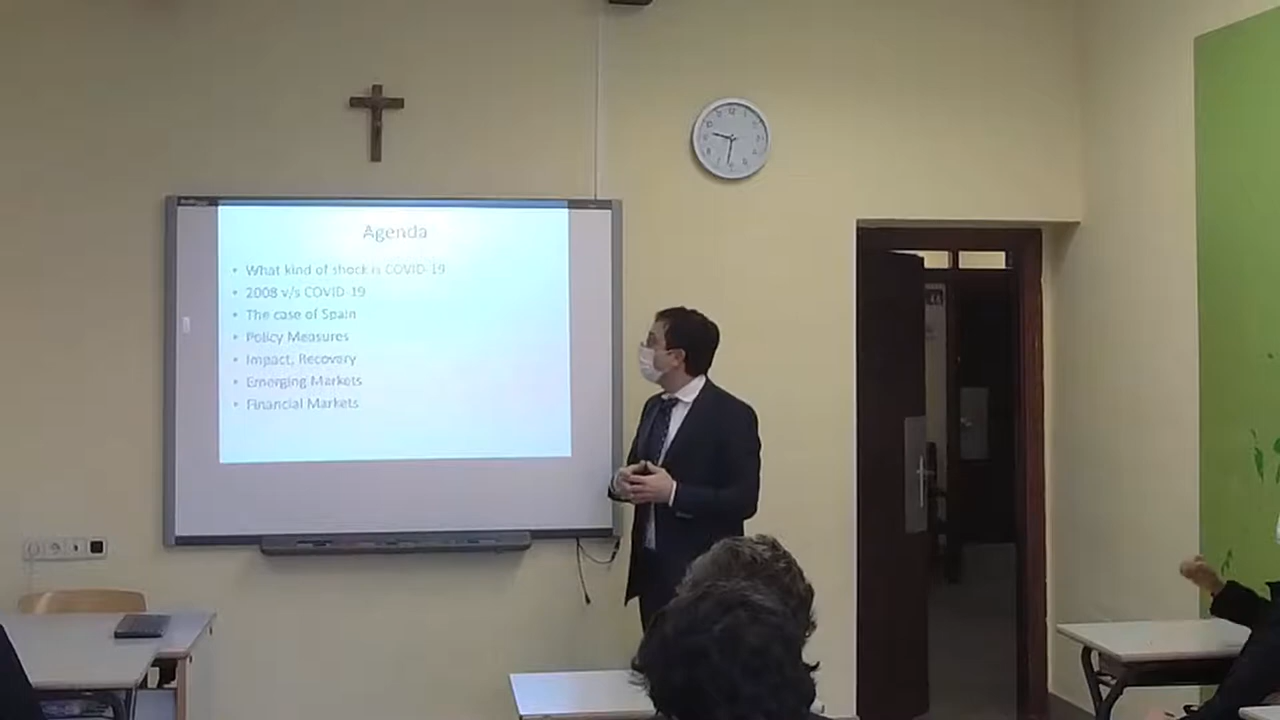 Agenda
• What kind of shock is COVID-19
• 2008 v/s COVID-19
• The case of Spain
• Policy Measures
• Impact, Recovery
• Emerging Markets
• Financial Markets